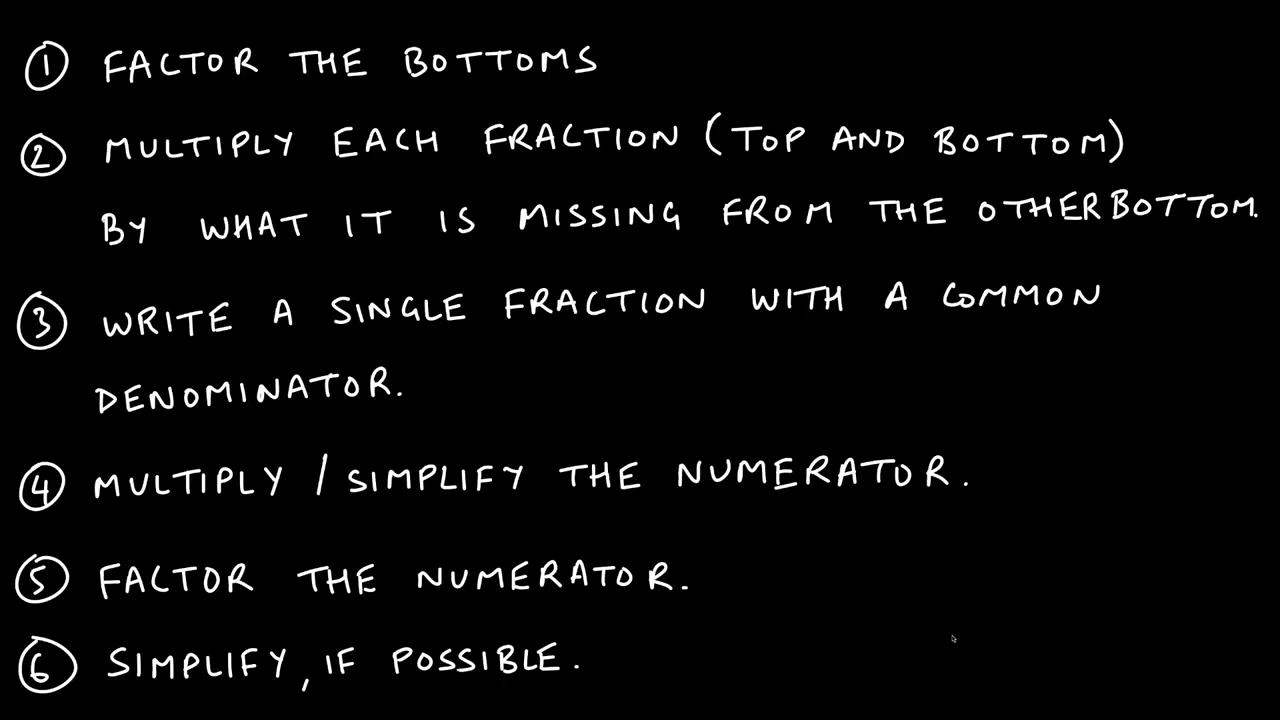 ① FACTOR THE BOTTOMS
② MULTIPLY EACH FRACTION (TOP AND BOTTOM)
BY WHAT IT IS MISSING FROM THE OTHER BOTTOM.
③ WRITE A SINGLE FRACTION WITH A COMMON
DENOMINATOR.
④ MULTIPLY / SIMPLIFY THE NUMERATOR.
⑤ FACTOR THE NUMERATOR.
⑥ SIMPLIFY, IF POSSIBLE.